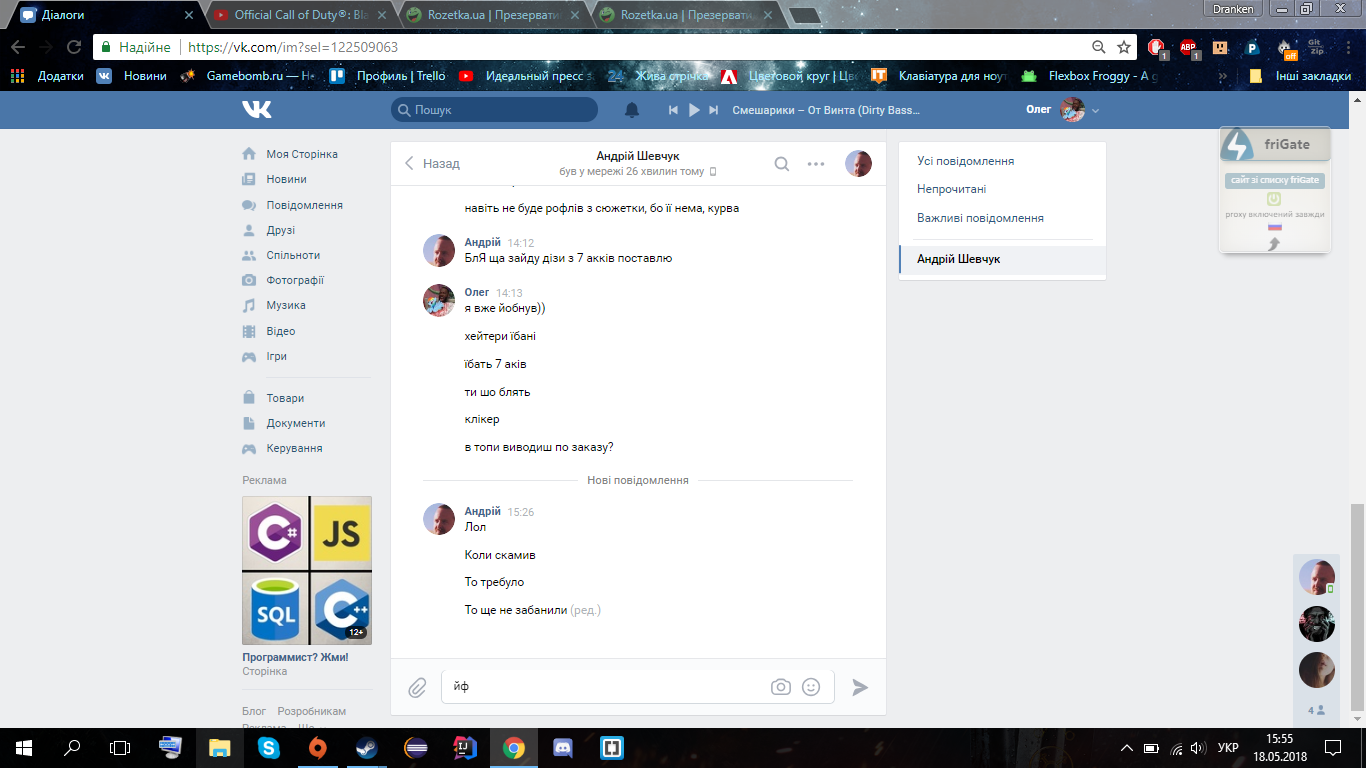 Діалоги
Official Call of Duty®: Bla
Rozetka.ua | Презервати
Rozetka.ua | Презервати
Dranken
Надійне
https://vk.com/im?sel=122509063
1
ABP
1
P
off
Git
Zip
Додатки
Новини
Gamebomb.ru — Но
Профиль | Trello
Идеальный пресс з
24
Жива стрічка
Цветовой круг | Цв
Клавіатура для ноут
Flexbox Froggy - A g
»
Інші закладки
Пошук
Смешарики – От Винта (Dirty Bass...
Олег
Моя Сторінка
Новини
Повідомлення
Друзі
Спільноти
Фотографії
Музика
Відео
Ігри
Товари
Документи
Керування
Реклама
C#
JS
SQL
C++
12+
Программист? Жми!
Сторінка
Блог Розробникам
Реклама Ще
Назад
Андрій Шевчук
був у мережі 26 хвилин тому
навіть не буде рофлів з сюжетки, бо її нема, курва
Андрій 14:12
БлЯ ща зайду дізи з 7 акків поставлю
Олег 14:13
я вже йобнув))
хейтери їбані
їбать 7 аків
ти шо блять
клікер
в топи виводиш по заказу?
Нові повідомлення
Андрій 15:26
Лол
Коли скамив
То требуло
То ще не забанили (ред.)
йф
Усі повідомлення
Непрочитані
Важливі повідомлення
Андрій Шевчук
friGate
сайт зі списку friGate
proxy включений завжди
4
УКР
15:55
18.05.2018